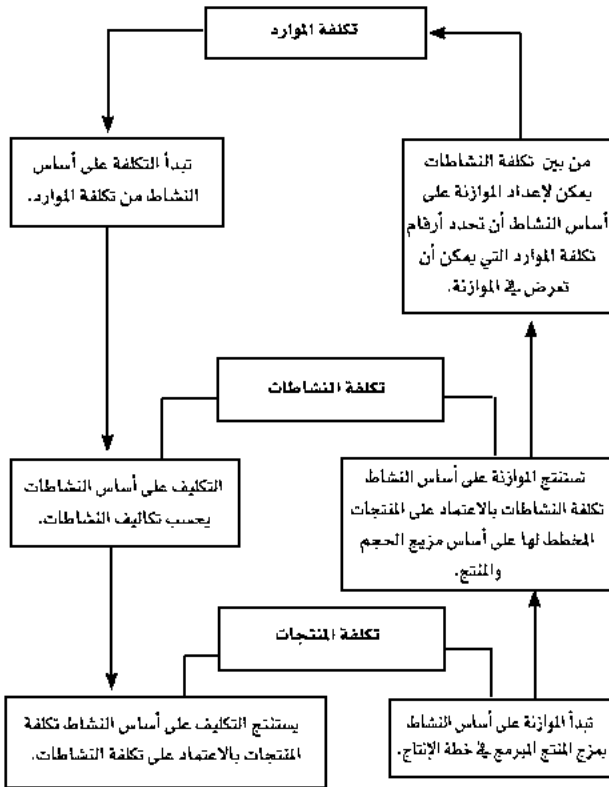 تكلفة الموارد
من بين تكلفة النشاطات
يمكن لإعداد الموازنة على
أساس النشاط أن تحدد أرقام
تكلفة الموارد التي يمكن أن
تعرض في الموازنة.
تبدأ التكلفة على أساس
النشاط من تكلفة الموارد.
تكلفة النشاطات
تستنتج الموازنة على أساس النشاط
تكلفة النشاطات بالاعتماد على المنتجات
المخطط لها على أساس مزيج الحجم
والمنتج.
التكليف على أساس النشاطات
يحسب تكاليف النشاطات.
تكلفة المنتجات
تبدأ الموازنة على أساس النشاط
بمزج المنتج المبرمج في خطة الإنتاج.
يستنتج التكليف على أساس النشاط تكلفة
المنتجات بالاعتماد على تكلفة النشاطات.